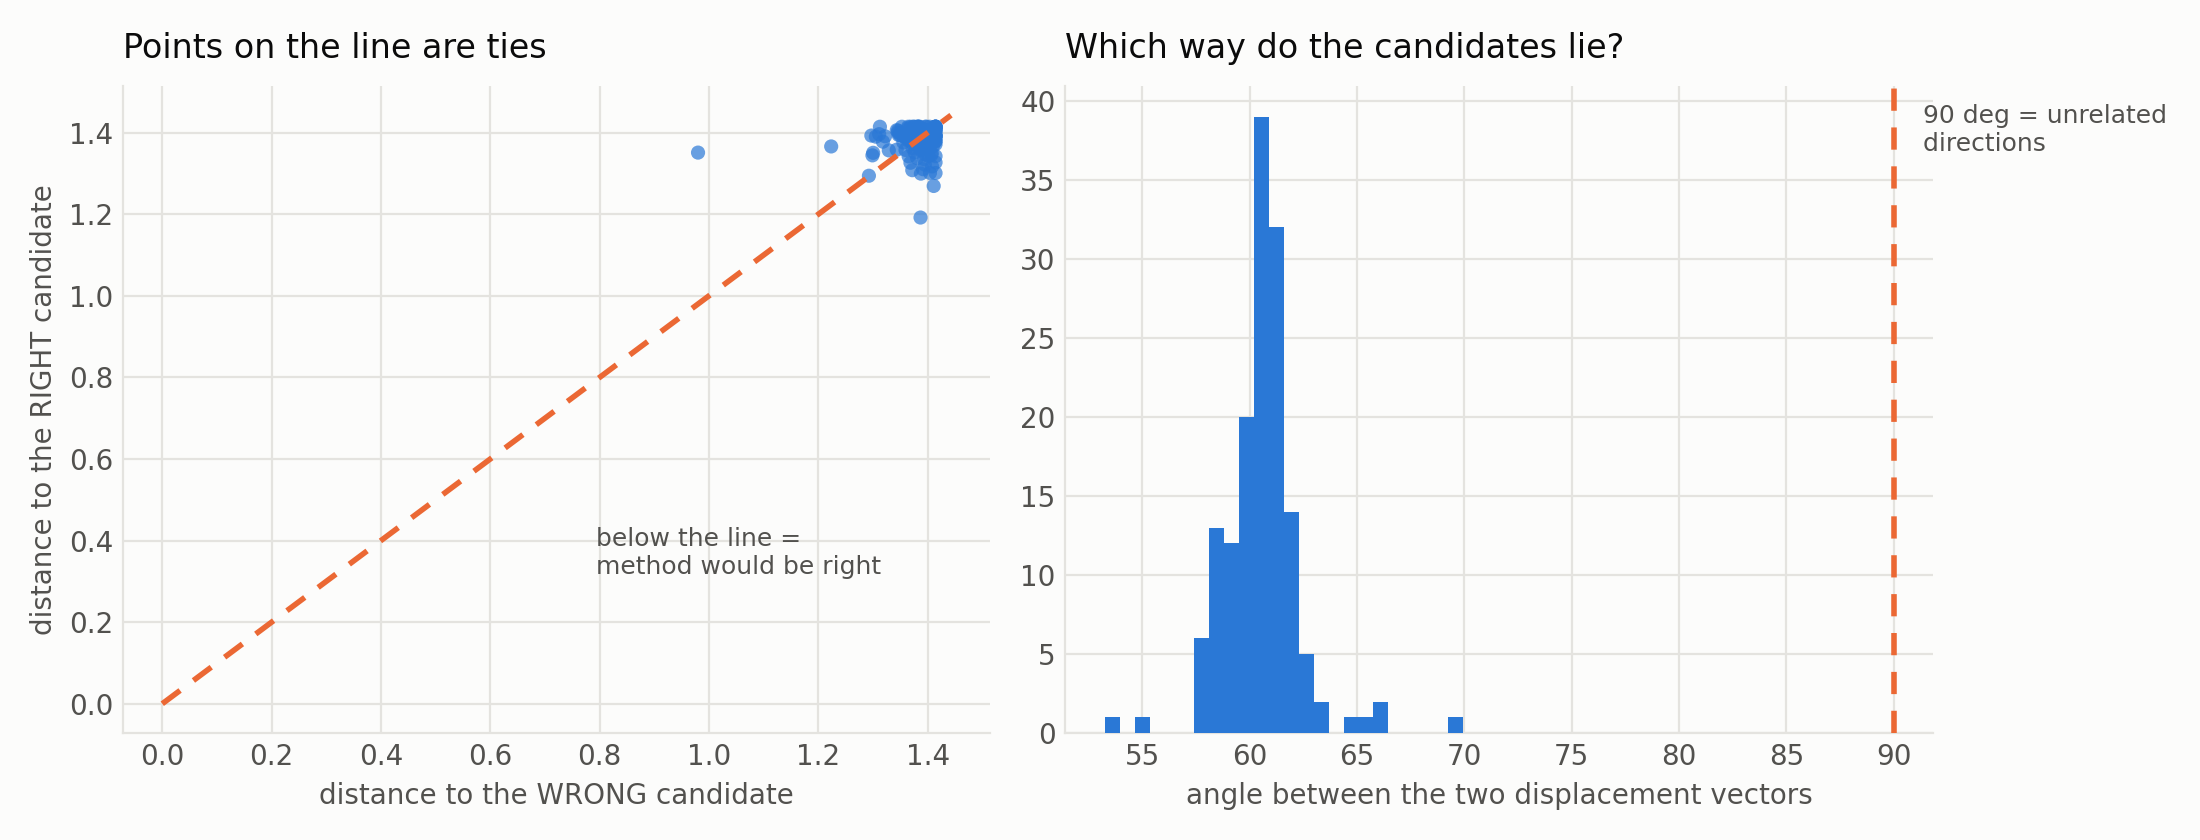 Points on the line are ties
distance to the RIGHT candidate
1.4
1.2
1.0
0.8
0.6
0.4
0.2
0.0
below the line =
method would be right
0.0 0.2 0.4 0.6 0.8 1.0 1.2 1.4
distance to the WRONG candidate
Which way do the candidates lie?
40
35
30
25
20
15
10
5
0
90 deg = unrelated
directions
55 60 65 70 75 80 85 90
angle between the two displacement vectors